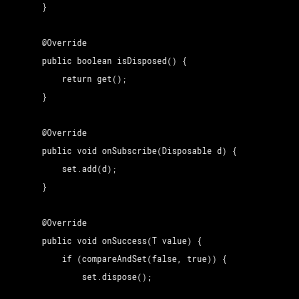 }
@Override
public boolean isDisposed() {
return get();
}
@Override
public void onSubscribe(Disposable d) {
set.add(d);
}
@Override
public void onSuccess(T value) {
if (compareAndSet(false, true)) {
set.dispose();